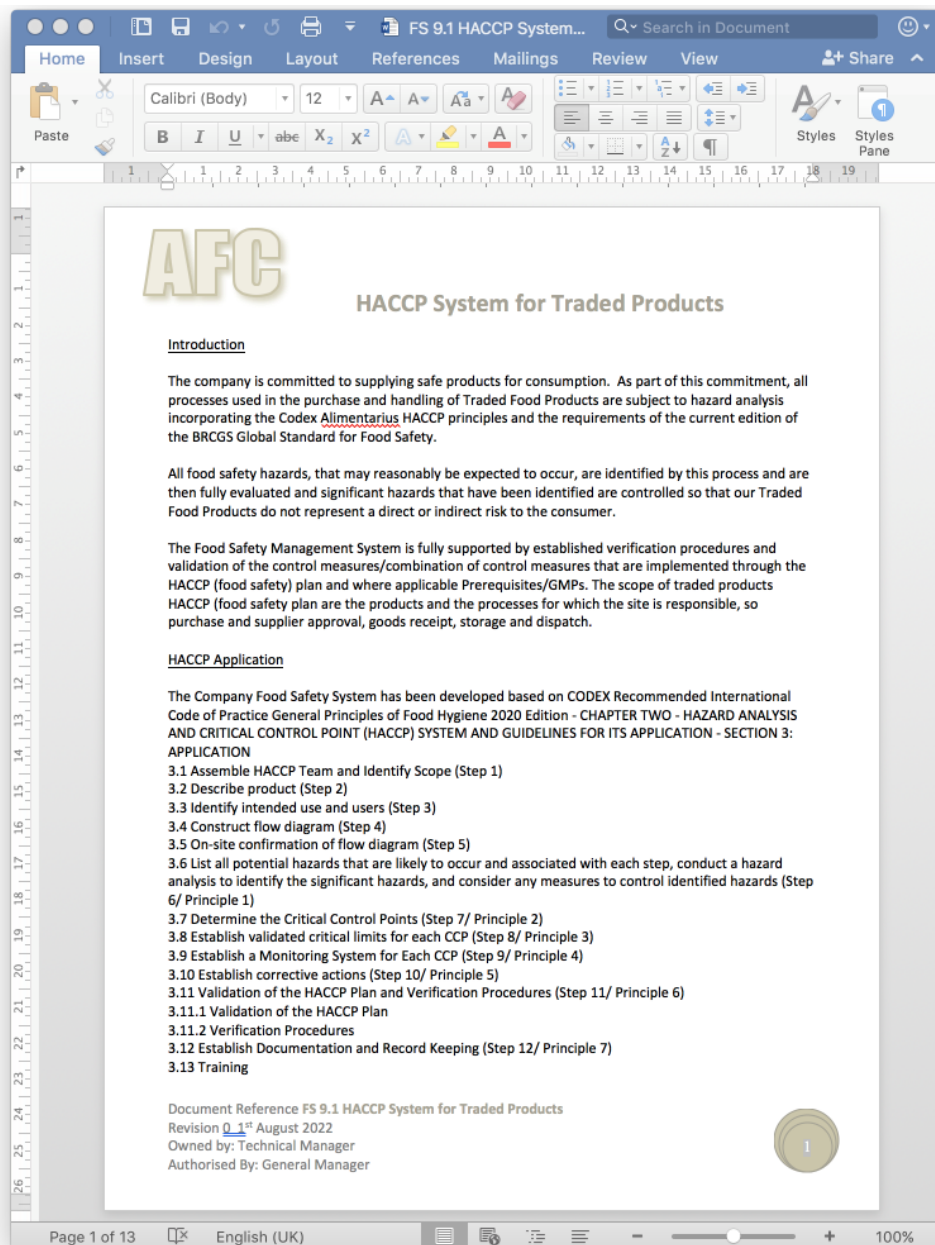 FS 9.1 HACCP System...
Search in Document
Home Insert Design Layout References Mailings Review View Share
Calibri (Body) 12
Paste
Styles
Styles Pane
1 1 2 3 4 5 6 7 8 9 10 11 12 13 14 15 16 17 18 19
AFC
HACCP System for Traded Products
Introduction
The company is committed to supplying safe products for consumption. As part of this commitment, all
processes used in the purchase and handling of Traded Food Products are subject to hazard analysis
incorporating the Codex Alimentarius HACCP principles and the requirements of the current edition of
the BRCGS Global Standard for Food Safety.
All food safety hazards, that may reasonably be expected to occur, are identified by this process and are
then fully evaluated and significant hazards that have been identified are controlled so that our Traded
Food Products do not represent a direct or indirect risk to the consumer.
The Food Safety Management System is fully supported by established verification procedures and
validation of the control measures/combination of control measures that are implemented through the
HACCP (food safety) plan and where applicable Prerequisites/GMPs. The scope of traded products
HACCP (food safety plan are the products and the processes for which the site is responsible, so
purchase and supplier approval, goods receipt, storage and dispatch.
HACCP Application
The Company Food Safety System has been developed based on CODEX Recommended International
Code of Practice General Principles of Food Hygiene 2020 Edition - CHAPTER TWO - HAZARD ANALYSIS
AND CRITICAL CONTROL POINT (HACCP) SYSTEM AND GUIDELINES FOR ITS APPLICATION - SECTION 3:
APPLICATION
3.1 Assemble HACCP Team and Identify Scope (Step 1)
3.2 Describe product (Step 2)
3.3 Identify intended use and users (Step 3)
3.4 Construct flow diagram (Step 4)
3.5 On-site confirmation of flow diagram (Step 5)
3.6 List all potential hazards that are likely to occur and associated with each step, conduct a hazard
analysis to identify the significant hazards, and consider any measures to control identified hazards (Step
6/ Principle 1)
3.7 Determine the Critical Control Points (Step 7/ Principle 2)
3.8 Establish validated critical limits for each CCP (Step 8/ Principle 3)
3.9 Establish a Monitoring System for Each CCP (Step 9/ Principle 4)
3.10 Establish corrective actions (Step 10/ Principle 5)
3.11 Validation of the HACCP Plan and Verification Procedures (Step 11/ Principle 6)
3.11.1 Validation of the HACCP Plan
3.11.2 Verification Procedures
3.12 Establish Documentation and Record Keeping (Step 12/ Principle 7)
3.13 Training
Document Reference FS 9.1 HACCP System for Traded Products
Revision 0 1st August 2022
Owned by: Technical Manager
Authorised By: General Manager
1
Page 1 of 13 English (UK) 100%